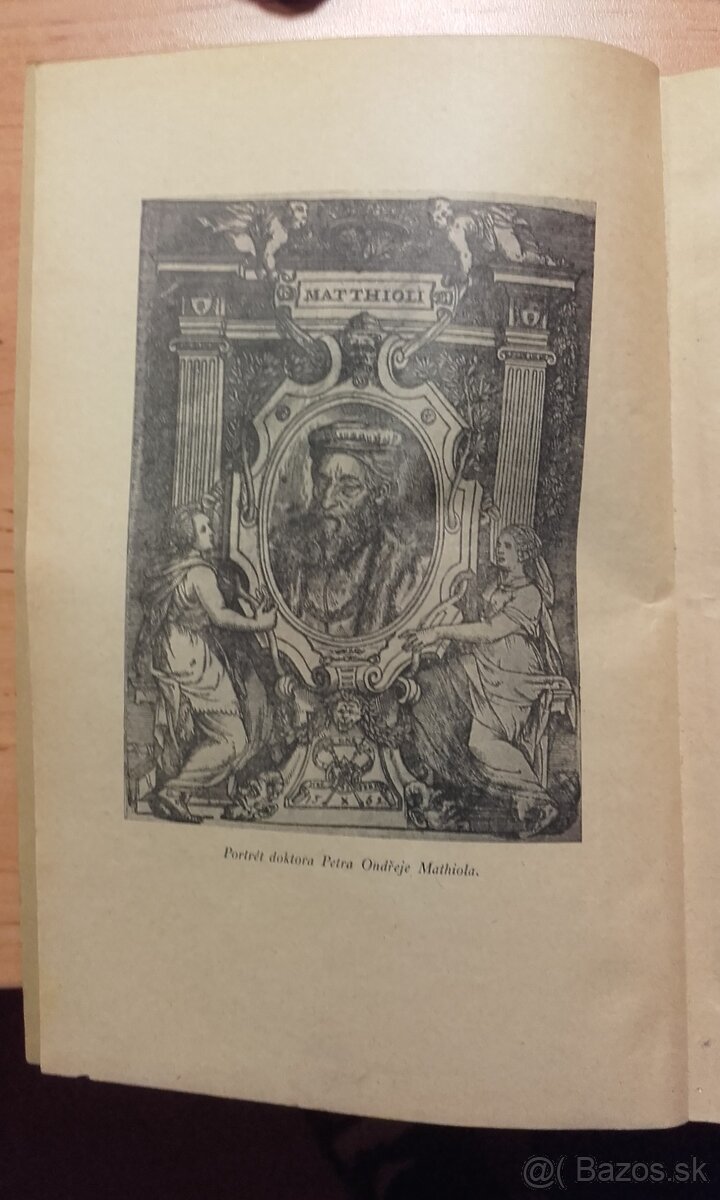 MATTHIOLI
Portrét doktora Petra Ondřeje Mathiola.
@( Bazos.sk